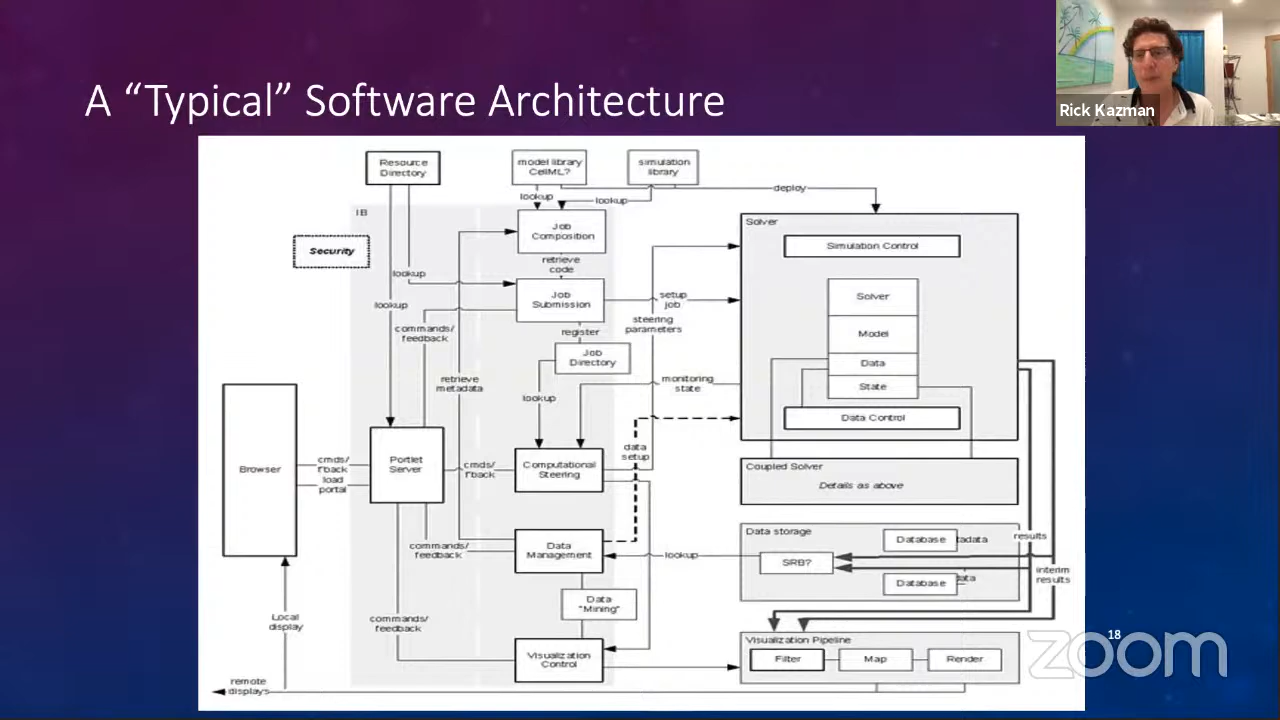 A “Typical” Software Architecture
Rick Kazman
Resource
Directory
model library
CellML?
simulation
library
lookup
lookup
deploy
IB
Security
Job
Composition
Solver
Simulation Control
retrieve
code
lookup
lookup
Job
Submission
setup
job
Solver
commands/
feedback
register
steering
parameters
Model
Job
Directory
Data
retrieve
metadata
monitoring
state
State
lookup
Data Control
Browser
cmds/
f'back
load
portal
Portlet
Server
cmds/
f'back
Computational
Steering
data
setup
Coupled Solver
Details as above
commands/
feedback
Data
Management
lookup
Data storage
SRB?
Database
tadata
results
Database
data
interim
results
Data
"Mining"
Local
display
commands/
feedback
Visualization
Control
Visualization Pipeline
Filter
Map
Render
remote
displays
18
zoom